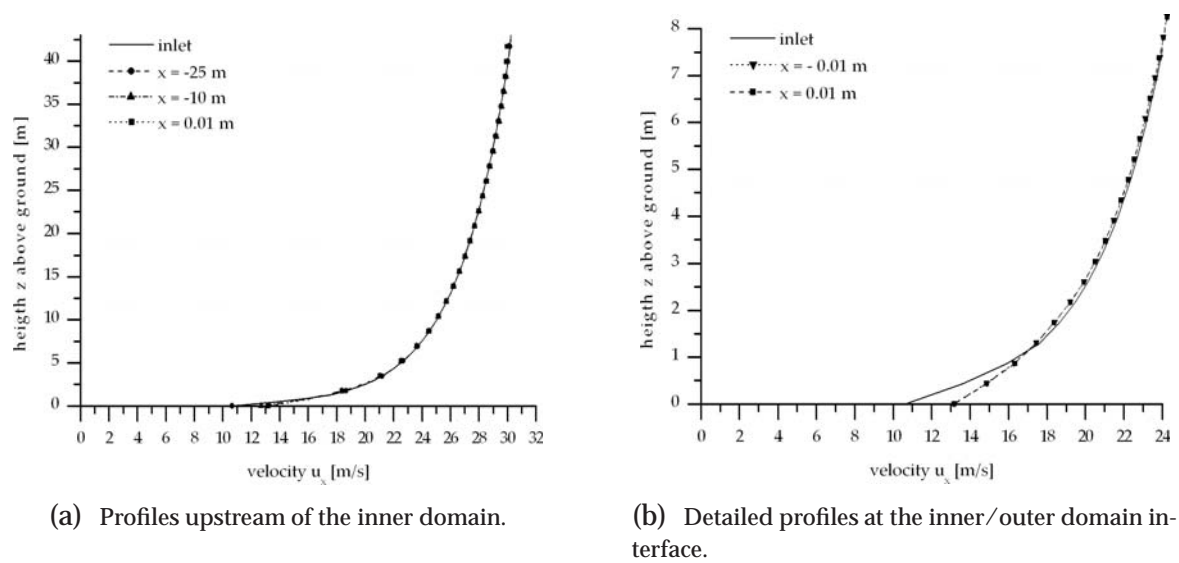 inlet
x = -25 m
x = -10 m
x = 0.01 m
40
35
30
25
20
15
10
5
0
heigth z above ground [m]
0 2 4 6 8 10 12 14 16 18 20 22 24 26 28 30 32
velocity u_x [m/s]
(a) Profiles upstream of the inner domain.
inlet
x = - 0.01 m
x = 0.01 m
8
7
6
5
4
3
2
1
0
heigth z above ground [m]
0 2 4 6 8 10 12 14 16 18 20 22 24
velocity u_x [m/s]
(b) Detailed profiles at the inner/outer domain in-
terface.